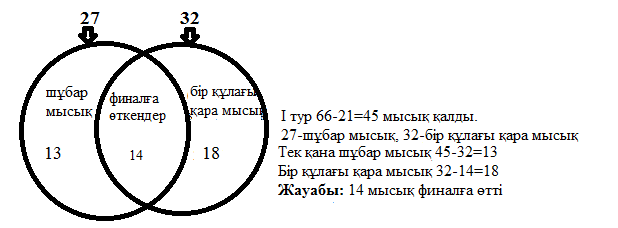 27 32
шұбар мысық
финалға өткендер
бір құлағы қара мысық
13 14 18
I тур 66-21=45 мысық қалды.
27-шұбар мысық, 32-бір құлағы қара мысық
Тек қана шұбар мысық 45-32=13
Бір құлағы қара мысық 32-14=18
Жауабы: 14 мысық финалға өтті